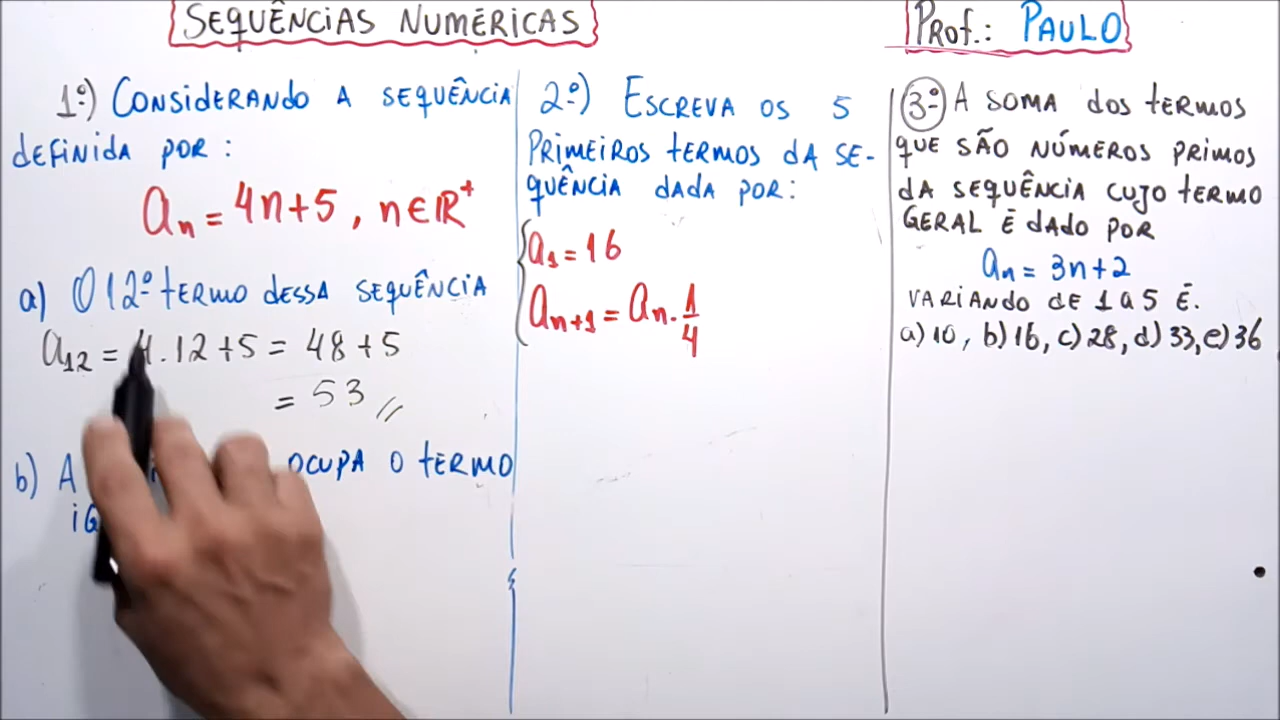 SEQUÊNCIAS NUMÉRICAS
PROF.: PAULO
1º) CONSIDERANDO A SEQUÊNCIA
DEFINIDA POR:
aₙ = 4n+5, n∈ℝ⁺
a) O 12º TERMO DESSA SEQUÊNCIA
a₁₂ = 4.12+5 = 48+5
= 53 //
b) A OCUPA O TERMO
2º) ESCREVA OS 5
PRIMEIROS TERMOS DA SE-
QUÊNCIA DADA POR:
a₁ = 16
aₙ₊₁ = aₙ . 1/4
3º A SOMA DOS TERMOS
QUE SÃO NÚMEROS PRIMOS
DA SEQUÊNCIA CUJO TERMO
GERAL É DADO POR
aₙ = 3n+2
VARIANDO DE 1 a 5 É.
a) 10, b) 16, c) 28, d) 33, e) 36